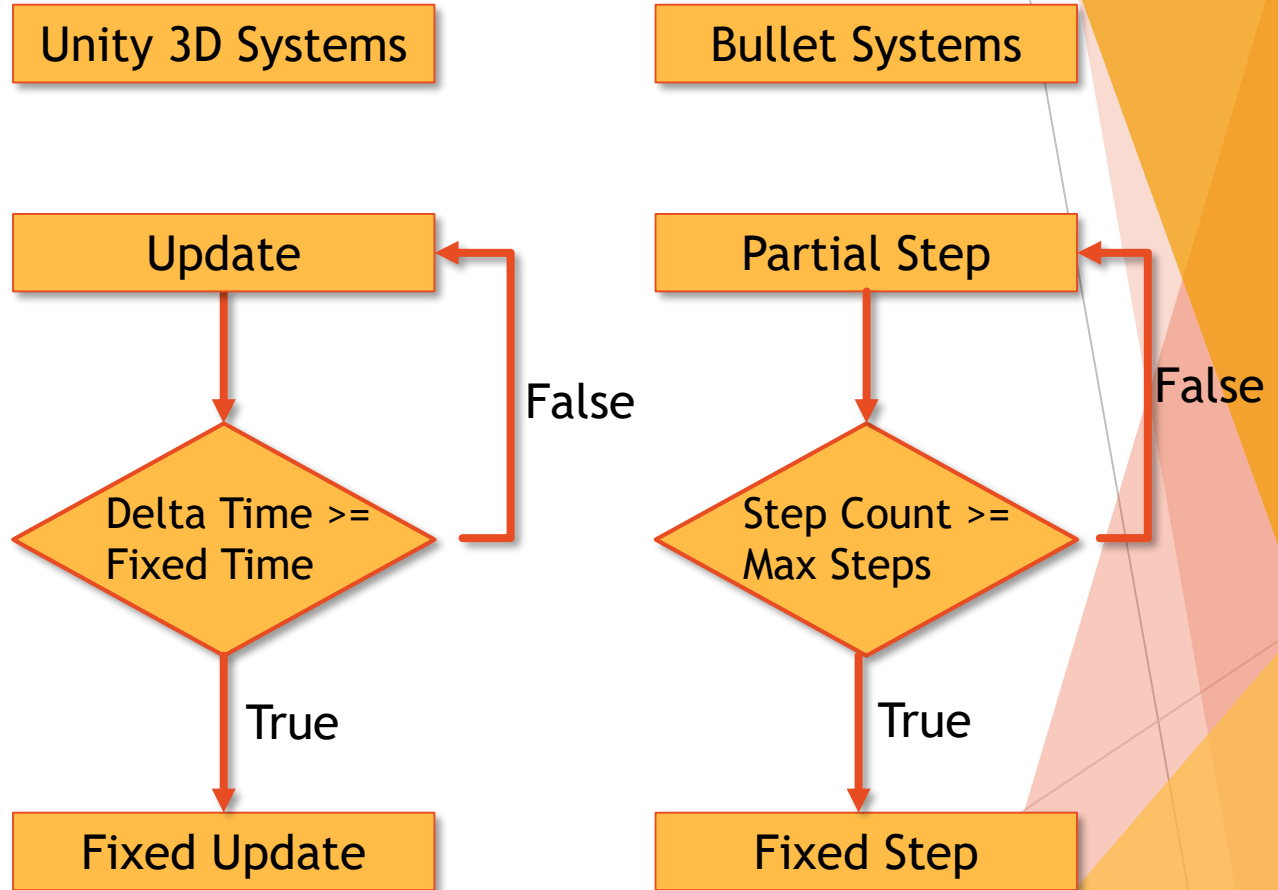 Unity 3D Systems
Update
False
Delta Time >=
Fixed Time
True
Fixed Update
Bullet Systems
Partial Step
False
Step Count >=
Max Steps
True
Fixed Step